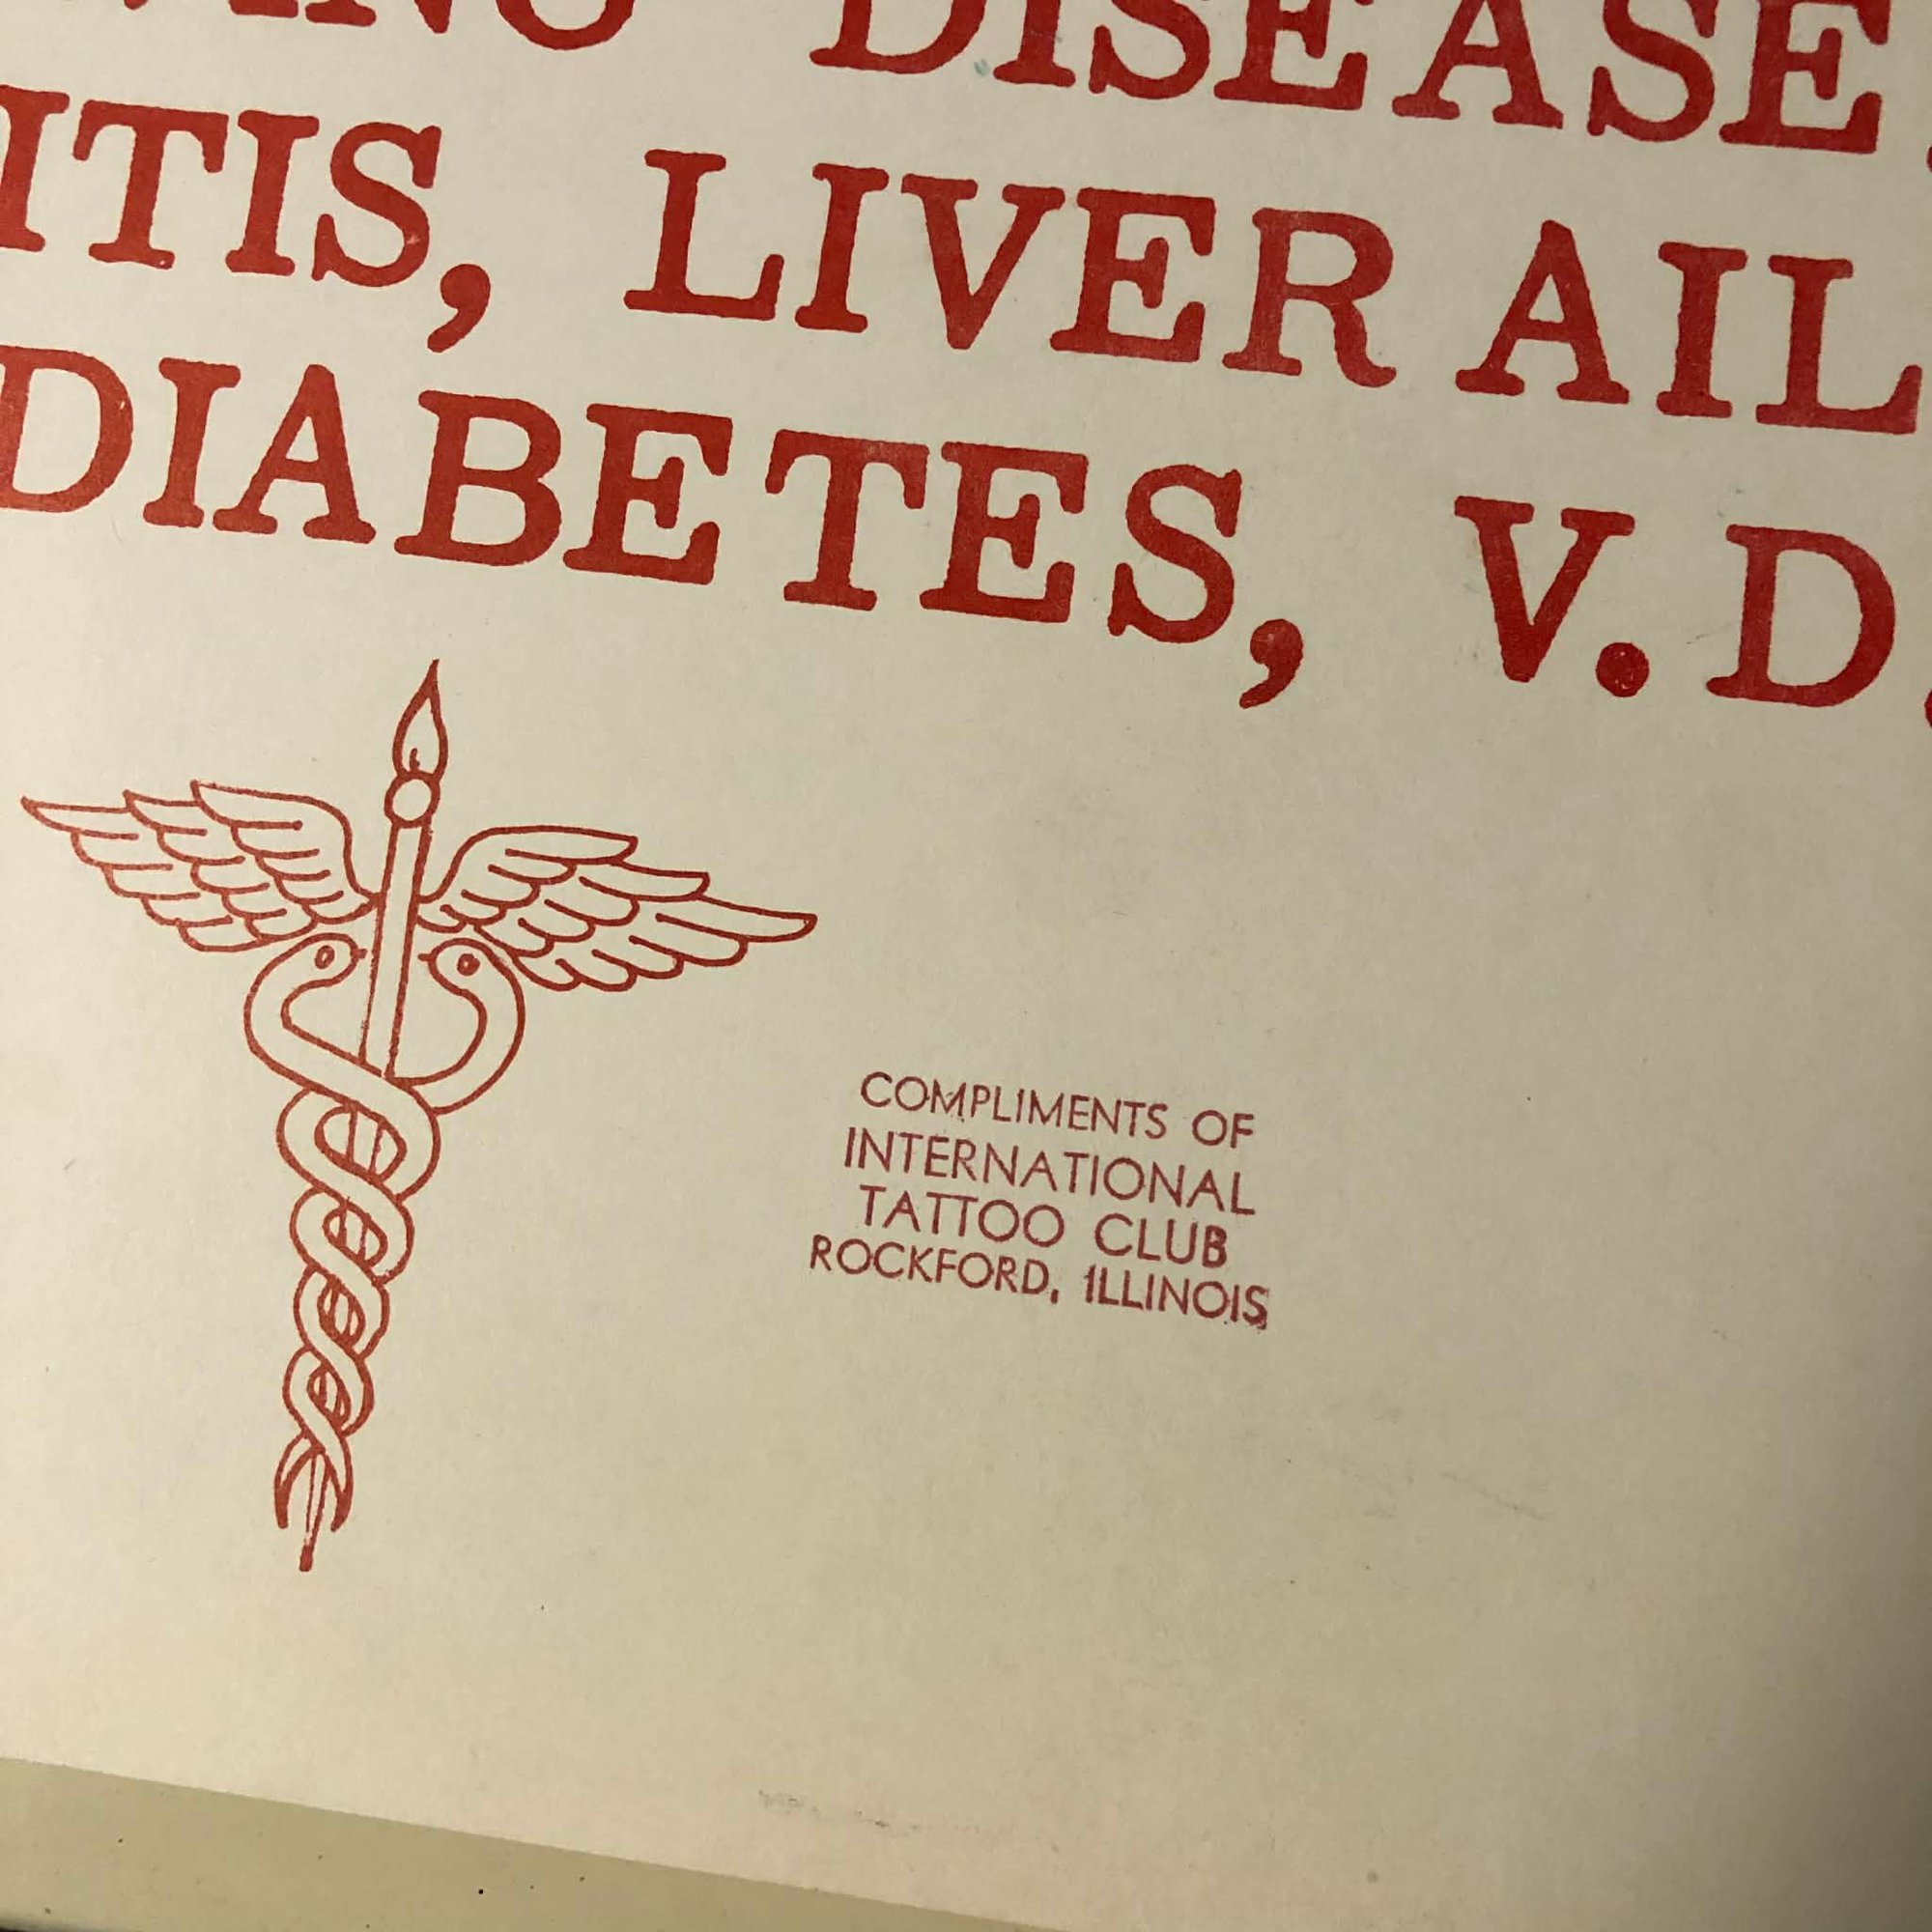 DISEASE
ITIS, LIVER AIL
DIABETES, V.D.
COMPLIMENTS OF
INTERNATIONAL
TATTOO CLUB
ROCKFORD, ILLINOIS